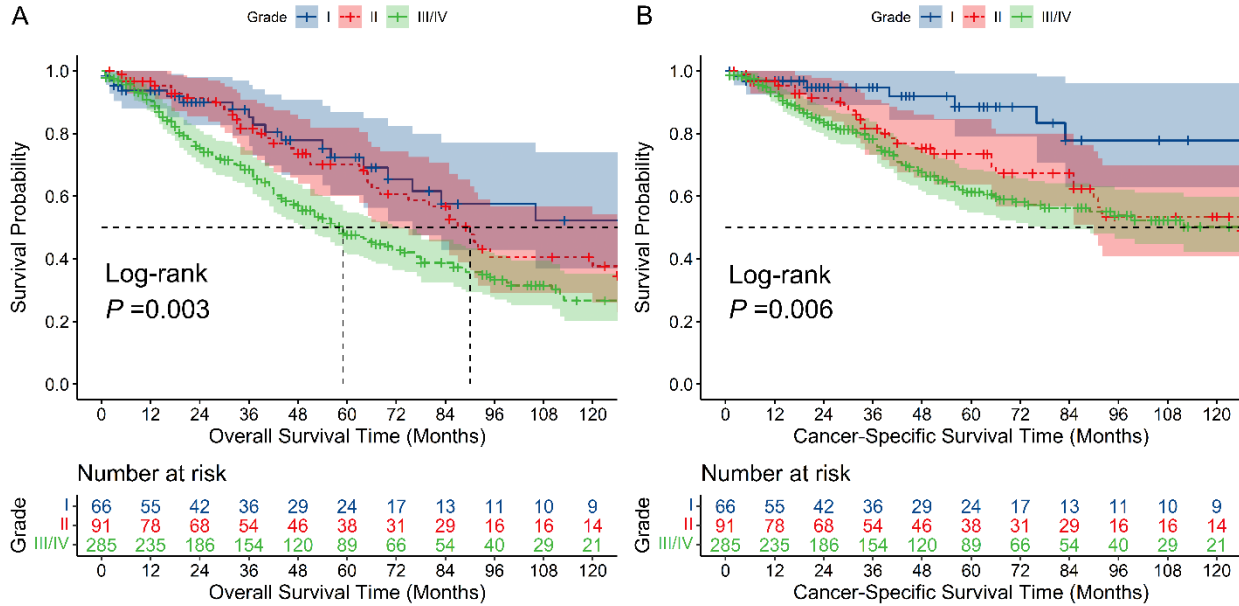 A
Grade I II III/IV
1.0
0.8
0.6
0.4
0.2
0.0
Survival Probability
Log-rank
P =0.003
0 12 24 36 48 60 72 84 96 108 120
Overall Survival Time (Months)
Number at risk
Grade
I 66 55 42 36 29 24 17 13 11 10 9
II 91 78 68 54 46 38 31 29 16 16 14
III/IV 285 235 186 154 120 89 66 54 40 29 21
0 12 24 36 48 60 72 84 96 108 120
Overall Survival Time (Months)
B
Grade I II III/IV
1.0
0.8
0.6
0.4
0.2
0.0
Survival Probability
Log-rank
P =0.006
0 12 24 36 48 60 72 84 96 108 120
Cancer-Specific Survival Time (Months)
Number at risk
Grade
I 66 55 42 36 29 24 17 13 11 10 9
II 91 78 68 54 46 38 31 29 16 16 14
III/IV 285 235 186 154 120 89 66 54 40 29 21
0 12 24 36 48 60 72 84 96 108 120
Cancer-Specific Survival Time (Months)